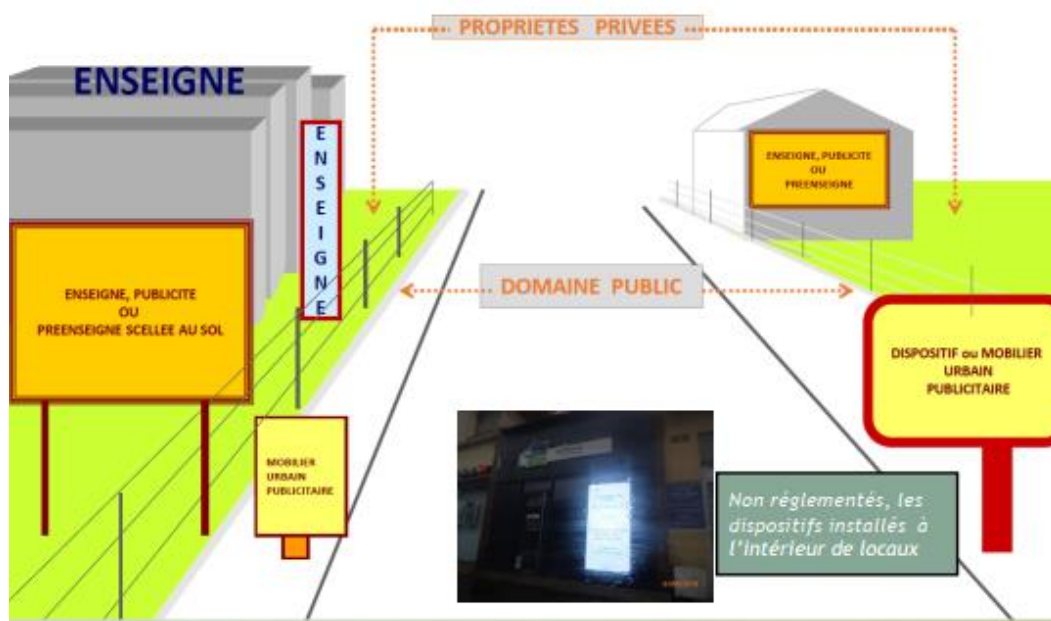 PROPRIETES PRIVEES
ENSEIGNE
ENSEIGNE
ENSEIGNE, PUBLICITE
OU
PREENSEIGNE
ENSEIGNE, PUBLICITE
OU
PREENSEIGNE SCELLEE AU SOL
DOMAINE PUBLIC
DISPOSITIF ou MOBILIER
URBAIN
PUBLICITAIRE
MOBILIER
URBAIN
PUBLICITAIRE
Non réglementés, les
dispositifs installés à
l'intérieur de locaux